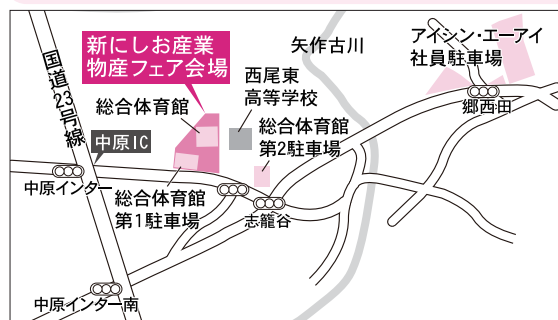 新にしお産業
物産フェア会場
矢作古川
アイシン・エーアイ
社員駐車場
国道23号線
西尾東
高等学校
総合体育館
郷西田
中原IC
総合体育館
第2駐車場
中原インター
総合体育館
第1駐車場
志籠谷
中原インター南